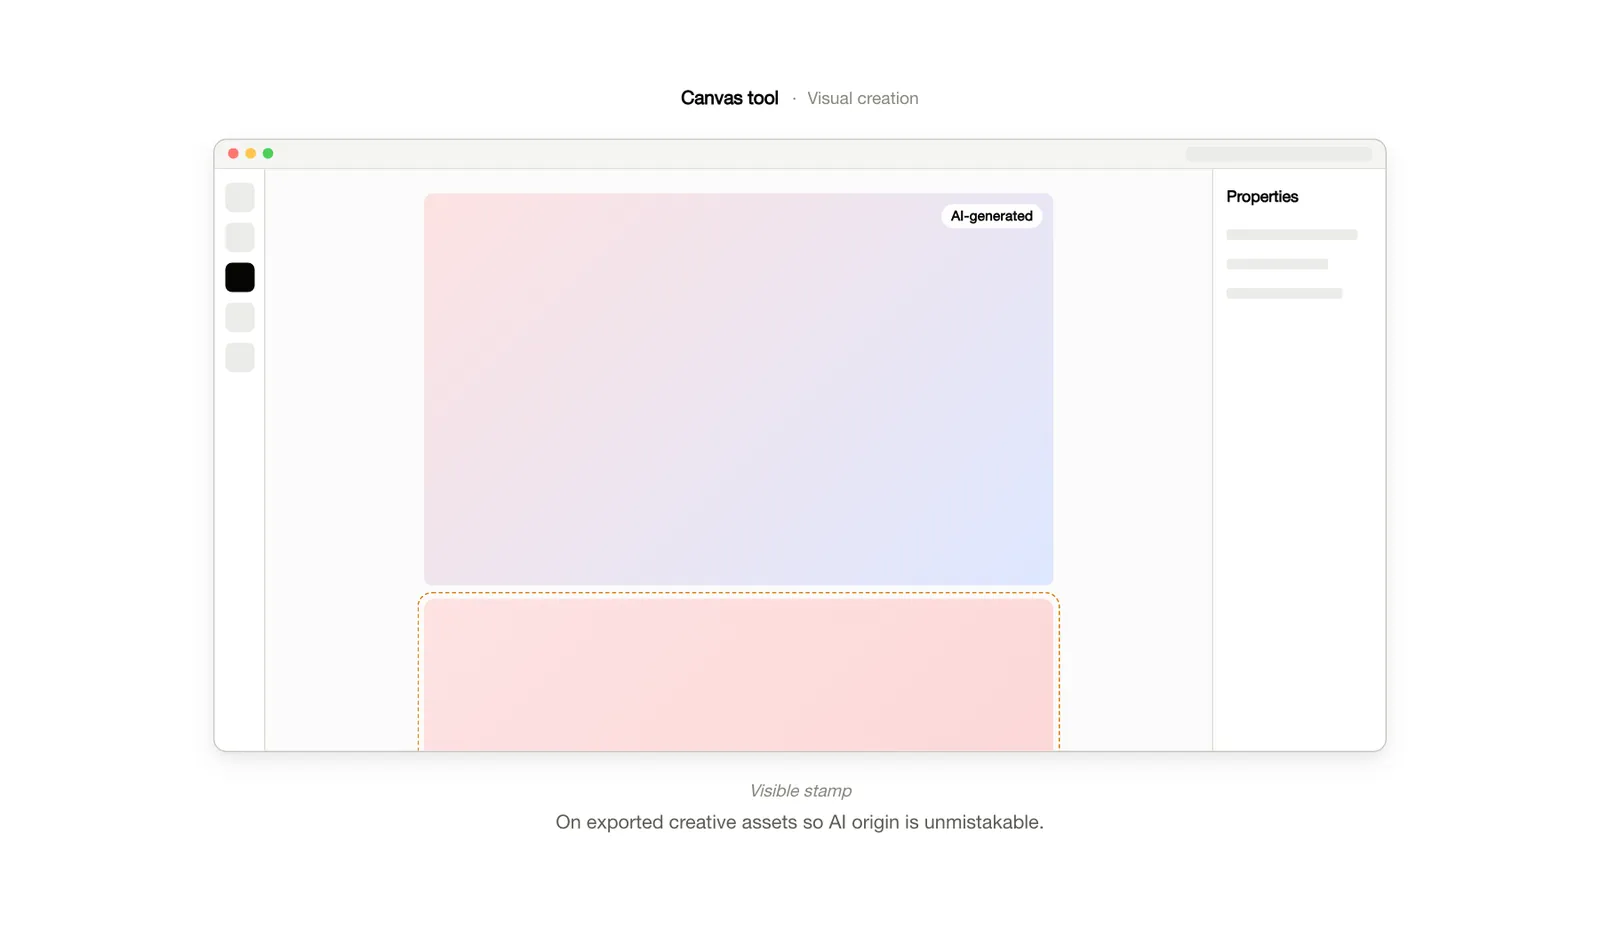 Canvas tool · Visual creation
AI-generated
Properties
Visible stamp
On exported creative assets so AI origin is unmistakable.